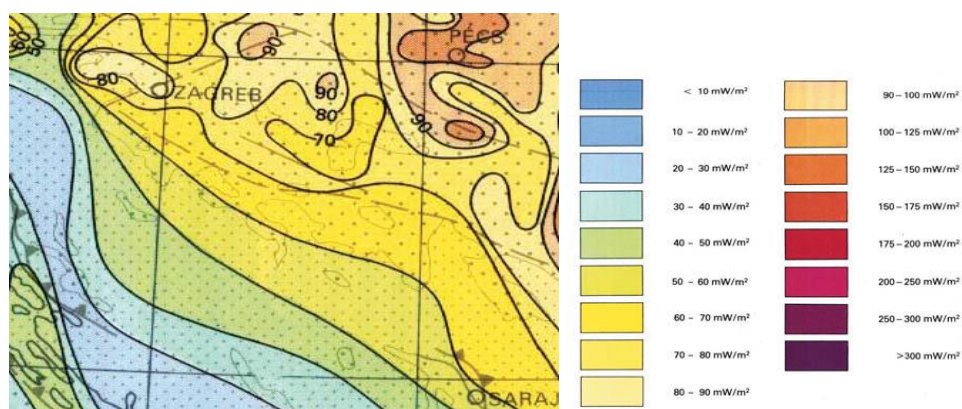 60
50
90
PÉCS
80
ZAGREB
90
80
70
90
SARAJ
< 10 mW/m²
10 – 20 mW/m²
20 – 30 mW/m²
30 – 40 mW/m²
40 – 50 mW/m²
50 – 60 mW/m²
60 – 70 mW/m²
70 – 80 mW/m²
80 – 90 mW/m²
90 – 100 mW/m²
100 – 125 mW/m²
125 – 150 mW/m²
150 – 175 mW/m²
175 – 200 mW/m²
200 – 250 mW/m²
250 – 300 mW/m²
>300 mW/m²